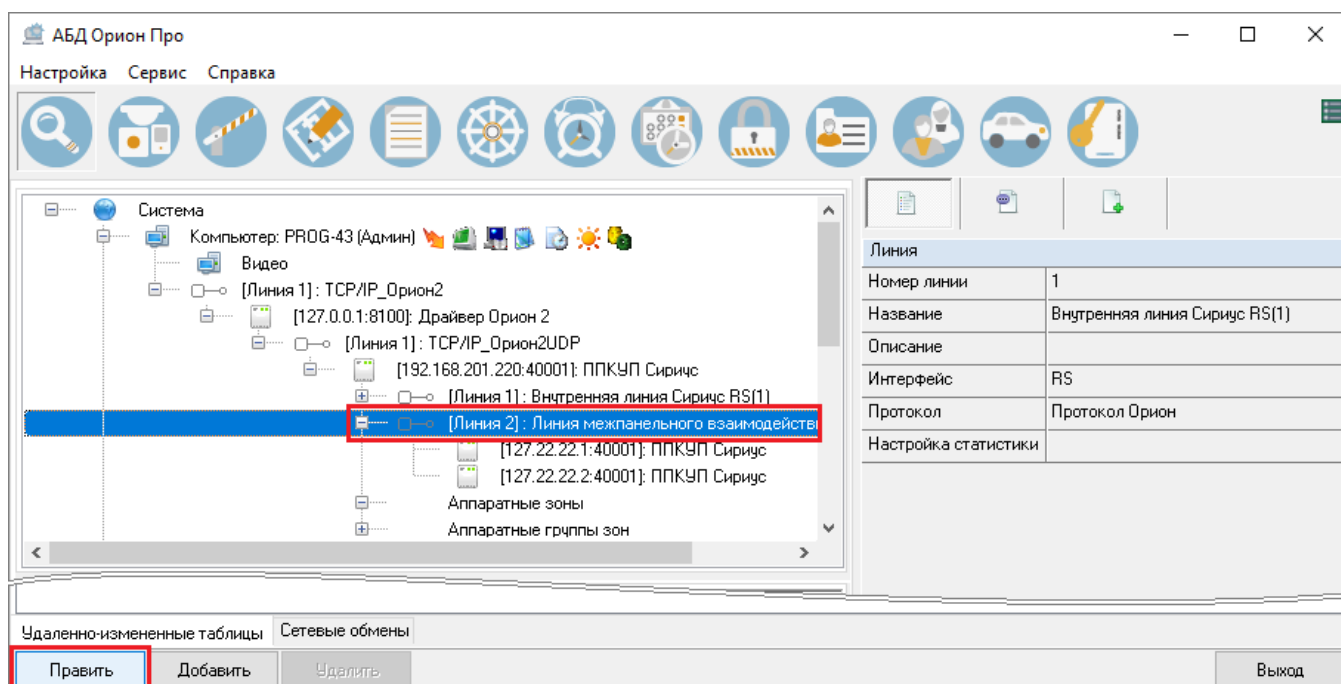 АБД Орион Про
Настройка Сервис Справка
Система
Компьютер: PROG-43 (Админ)
Видео
[Линия 1] : TCP/IP_Орион2
[127.0.0.1:8100]: Драйвер Орион 2
[Линия 1] : TCP/IP_Орион2UDP
[192.168.201.220:40001]: ППКУП Сириус
[Линия 1] : Внутренняя линия Сириус RS(1)
[Линия 2] : Линия межпанельного взаимодейств
[127.22.22.1:40001]: ППКУП Сириус
[127.22.22.2:40001]: ППКУП Сириус
Аппаратные зоны
Аппаратные группы зон
Линия
Номер линии 1
Название Внутренняя линия Сириус RS(1)
Описание
Интерфейс RS
Протокол Протокол Орион
Настройка статистики
Удаленно-измененные таблицы Сетевые обмены
Править Добавить Удалить Выход